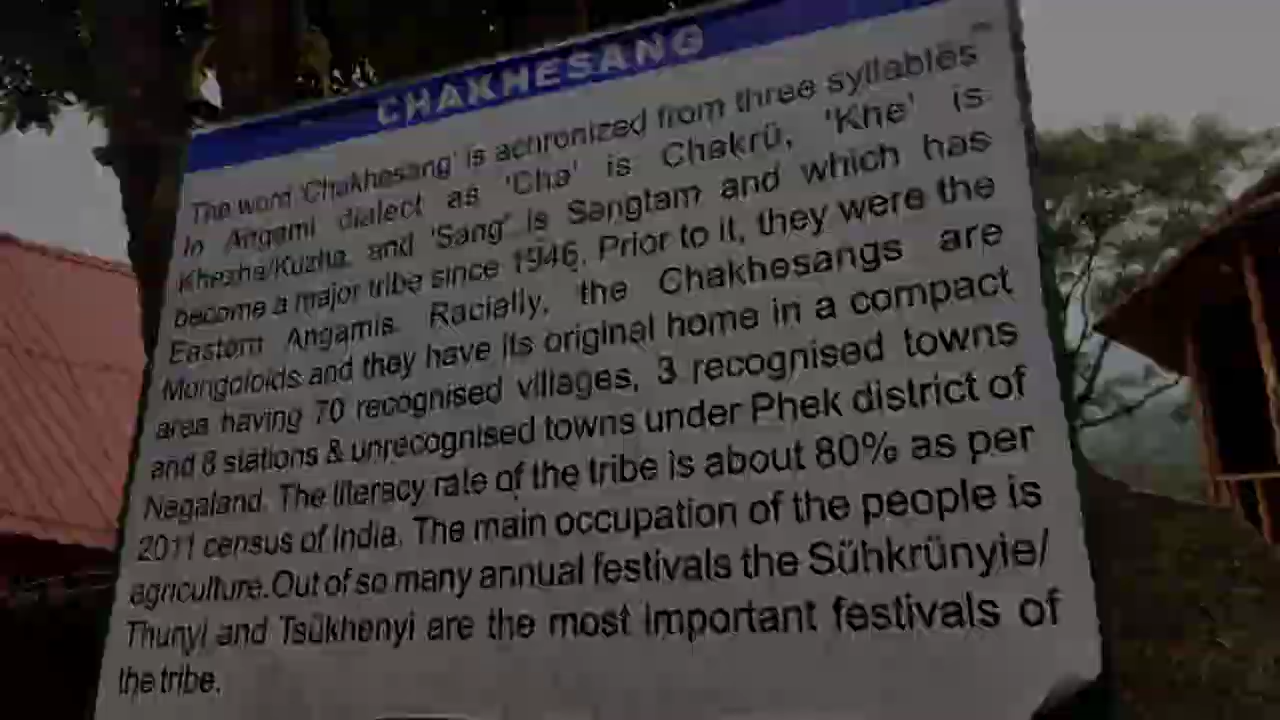 CHAKHESANG
The word 'Chakhesang' is achronized from three syllables
in Angami dialect as 'Cha' is Chakrü, 'Khe' is
Khezha/Kuzha, and 'Sang' is Sangtam and which has
become a major tribe since 1946. Prior to it, they were the
Eastern Angamis. Racially, the Chakhesangs are
Mongoloids and they have its original home in a compact
area having 70 recognised villages, 3 recognised towns
and 8 stations & unrecognised towns under Phek district of
Nagaland. The literacy rate of the tribe is about 80% as per
2011 census of India. The main occupation of the people is
agriculture. Out of so many annual festivals the Sühkrünyie/
Thunyi and Tsükhenyi are the most important festivals of
the tribe.